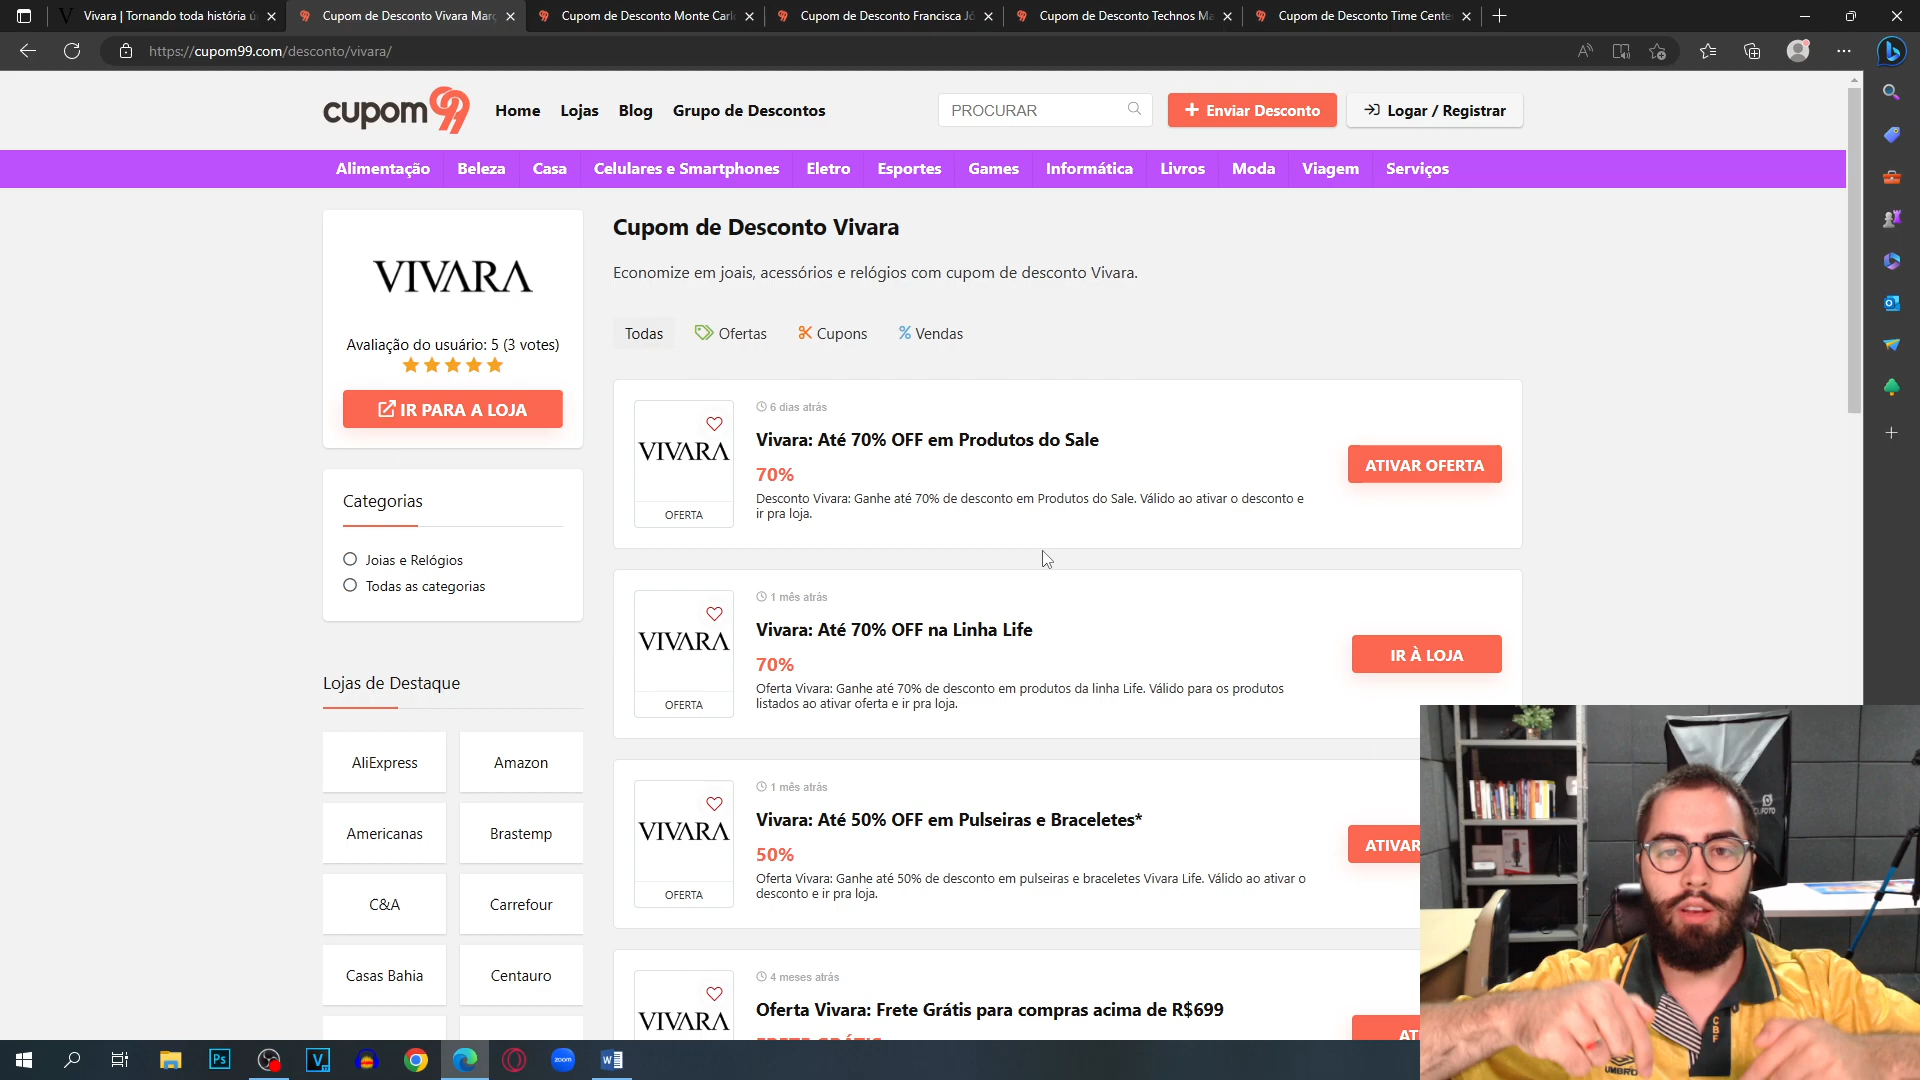 Vivara | Tornando toda história ú
Cupom de Desconto Vivara Març
Cupom de Desconto Monte Carl
Cupom de Desconto Francisca Jó
Cupom de Desconto Technos Ma
Cupom de Desconto Time Cente
https://cupom99.com/desconto/vivara/
cupom99
Home
Lojas
Blog
Grupo de Descontos
PROCURAR
Enviar Desconto
Logar / Registrar
Alimentação
Beleza
Casa
Celulares e Smartphones
Eletro
Esportes
Games
Informática
Livros
Moda
Viagem
Serviços
VIVARA
Avaliação do usuário: 5 (3 votes)
IR PARA A LOJA
Categorias
Joias e Relógios
Todas as categorias
Lojas de Destaque
AliExpress
Amazon
Americanas
Brastemp
C&A
Carrefour
Casas Bahia
Centauro
Cupom de Desconto Vivara
Economize em joais, acessórios e relógios com cupom de desconto Vivara.
Todas
Ofertas
Cupons
% Vendas
VIVARA
OFERTA
6 dias atrás
Vivara: Até 70% OFF em Produtos do Sale
70%
Desconto Vivara: Ganhe até 70% de desconto em Produtos do Sale. Válido ao ativar o desconto e
ir pra loja.
ATIVAR OFERTA
VIVARA
OFERTA
1 mês atrás
Vivara: Até 70% OFF na Linha Life
70%
Oferta Vivara: Ganhe até 70% de desconto em produtos da linha Life. Válido para os produtos
listados ao ativar oferta e ir pra loja.
IR À LOJA
VIVARA
OFERTA
1 mês atrás
Vivara: Até 50% OFF em Pulseiras e Braceletes*
50%
Oferta Vivara: Ganhe até 50% de desconto em pulseiras e braceletes Vivara Life. Válido ao ativar o
desconto e ir pra loja.
ATIVAR
VIVARA
4 meses atrás
Oferta Vivara: Frete Grátis para compras acima de R$699
FRETE GRÁTIS
AT
CBF
UMBRO
Ps
V
zoom
W